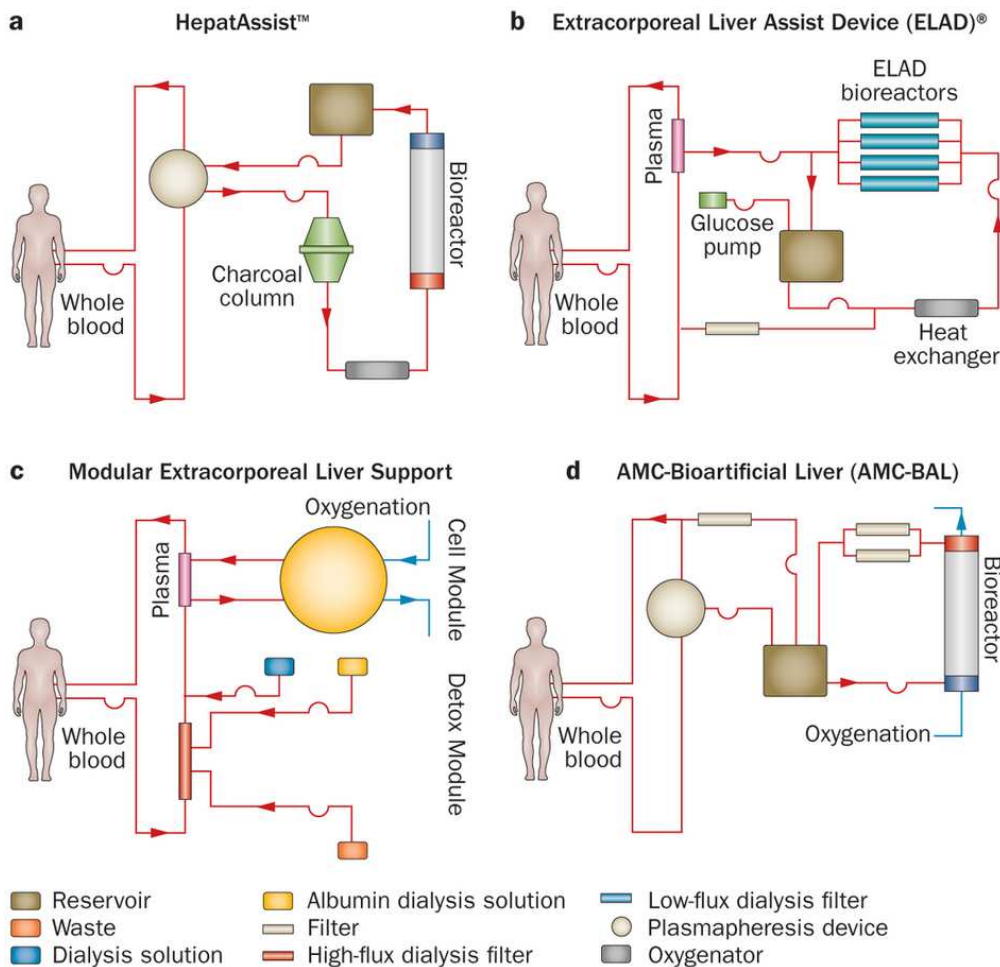 a HepatAssist™
Whole
blood
Charcoal
column
Bioreactor
b Extracorporeal Liver Assist Device (ELAD)®
ELAD
bioreactors
Plasma
Glucose
pump
Whole
blood
Heat
exchanger
c Modular Extracorporeal Liver Support
Oxygenation
Cell Module
Plasma
Detox Module
Whole
blood
d AMC-Bioartificial Liver (AMC-BAL)
Bioreactor
Whole
blood
Oxygenation
Reservoir
Waste
Dialysis solution
Albumin dialysis solution
Filter
High-flux dialysis filter
Low-flux dialysis filter
Plasmapheresis device
Oxygenator